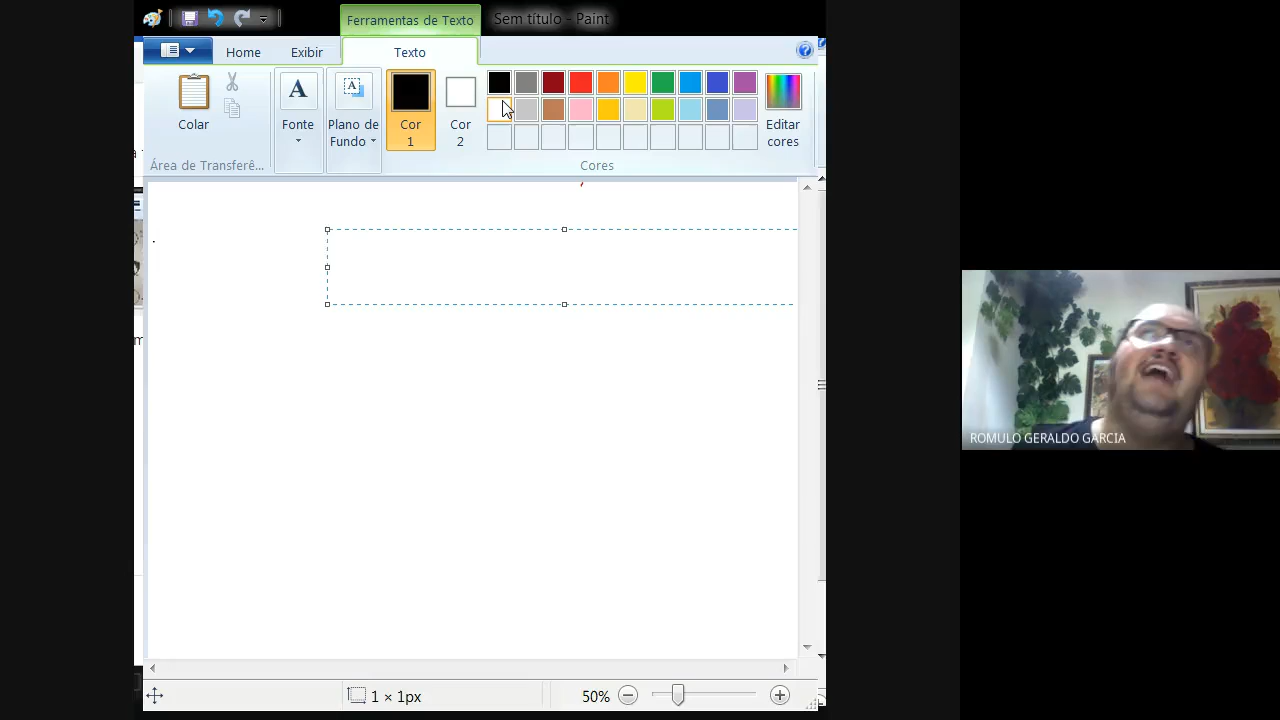 Ferramentas de Texto
Sem título - Paint
Home
Exibir
Texto
Colar
Fonte
Plano de
Fundo
Cor
1
Cor
2
Editar
cores
Área de Transferê...
Cores
ROMULO GERALDO GARCIA
1 × 1px
50%